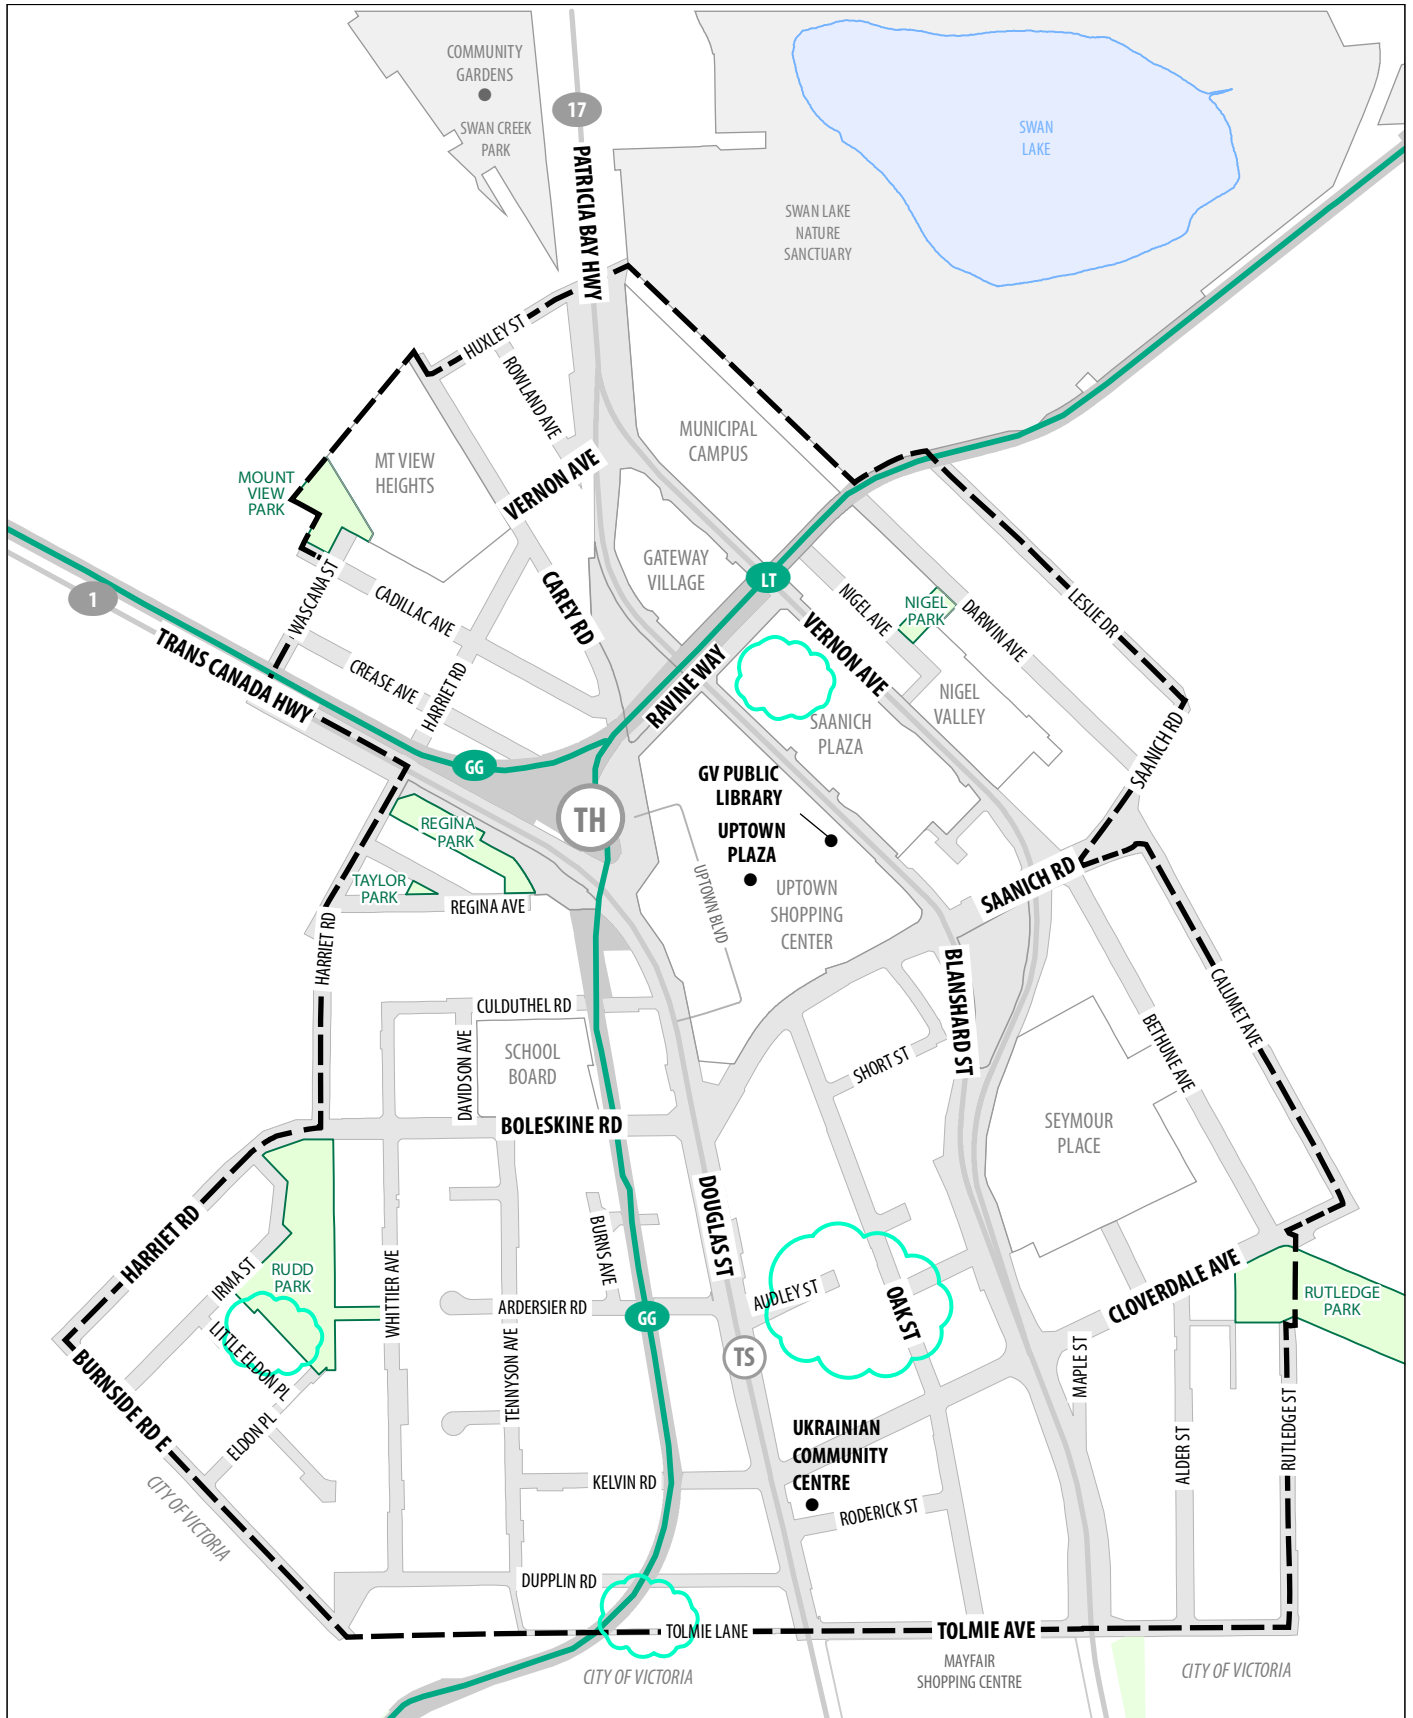 COMMUNITY
GARDENS
17
SWAN CREEK
PARK
SWAN
LAKE
PATRICIA BAY HWY
SWAN LAKE
NATURE
SANCTUARY
HUXLEY ST
ROWLAND AVE
MUNICIPAL
CAMPUS
MT VIEW
HEIGHTS
VERNON AVE
MOUNT
VIEW
PARK
GATEWAY
VILLAGE
LT
1
WASCANA ST
CADILLAC AVE
CAREY RD
NIGEL AVE
NIGEL
PARK
DARWIN AVE
LESLIE DR
TRANS CANADA HWY
CREASE AVE
HARRIET RD
RAVINE WAY
VERNON AVE
NIGEL
VALLEY
SAANICH
PLAZA
SAANICH RD
GG
GV PUBLIC
LIBRARY
TH
UPTOWN
PLAZA
REGINA
PARK
UPTOWN BLVD
UPTOWN
SHOPPING
CENTER
TAYLOR
PARK
REGINA AVE
SAANICH RD
HARRIET RD
BLANSHARD ST
CALUMET AVE
CULDUTHEL RD
DAVIDSON AVE
SCHOOL
BOARD
SHORT ST
BETHUNE AVE
BOLESKINE RD
SEYMOUR
PLACE
DOUGLAS ST
HARRIET RD
BURNS AVE
IRMA ST
RUDD
PARK
WHITTIER AVE
AUDLEY ST
OAK ST
CLOVERDALE AVE
RUTLEDGE
PARK
ARDERSIER RD
GG
LITTLE ELDON PL
TENNYSON AVE
TS
MAPLE ST
BURNSIDE RD E
ELDON PL
UKRAINIAN
COMMUNITY
CENTRE
ALDER ST
RUTLEDGE ST
KELVIN RD
RODERICK ST
CITY OF VICTORIA
DUPPLIN RD
TOLMIE LANE
TOLMIE AVE
MAYFAIR
SHOPPING CENTRE
CITY OF VICTORIA
CITY OF VICTORIA